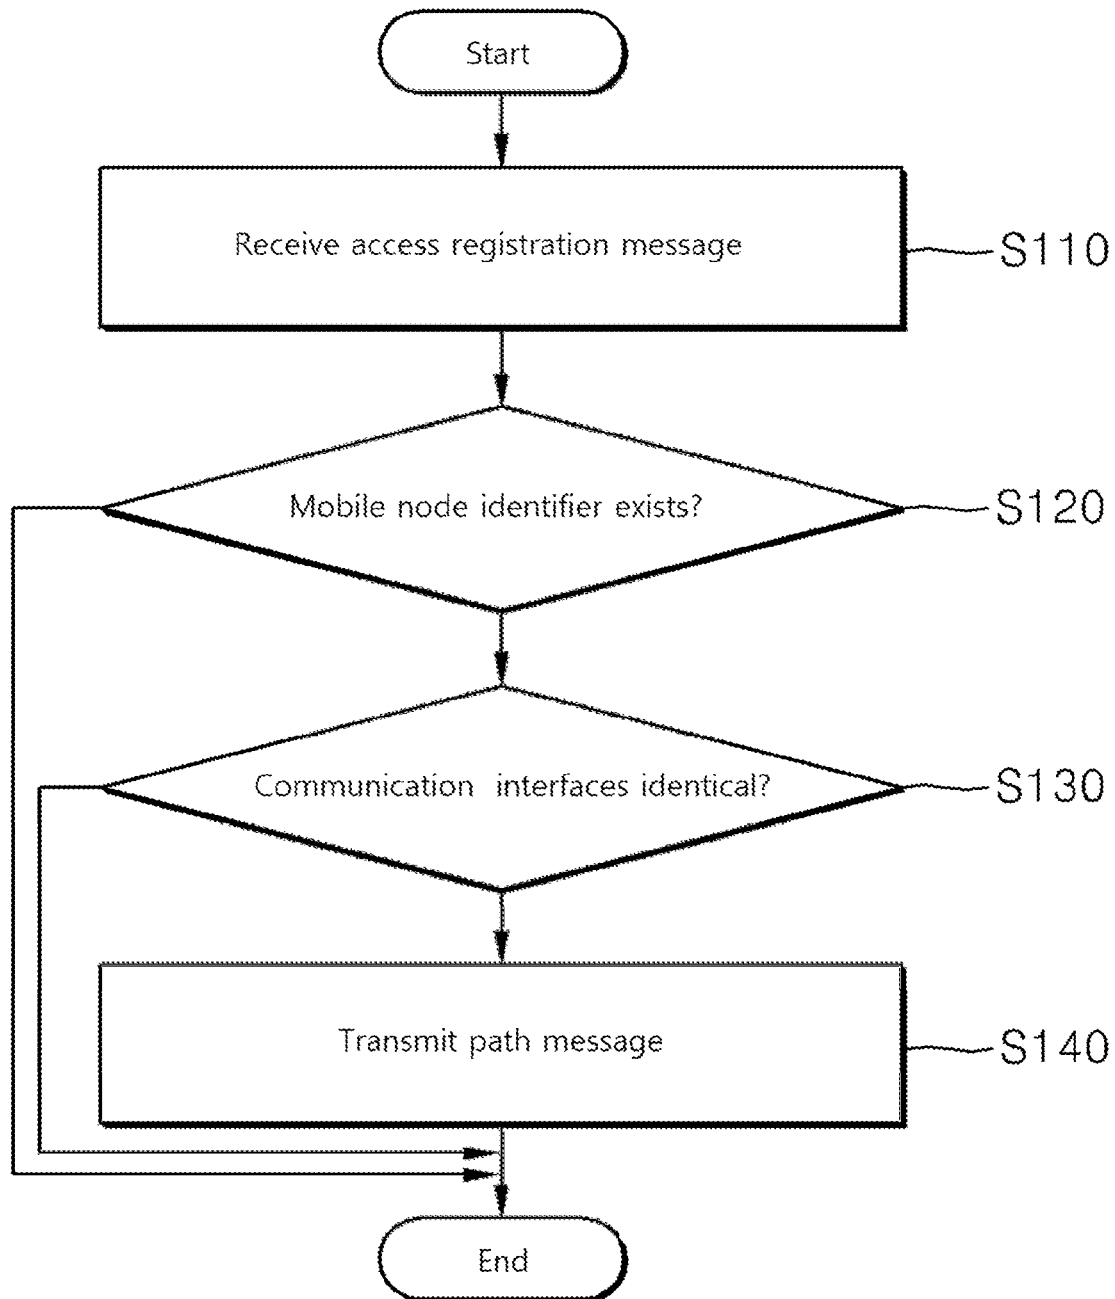 Start
Receive access registration message
S110
Mobile node identifier exists?
S120
Communication interfaces identical?
S130
Transmit path message
S140
End